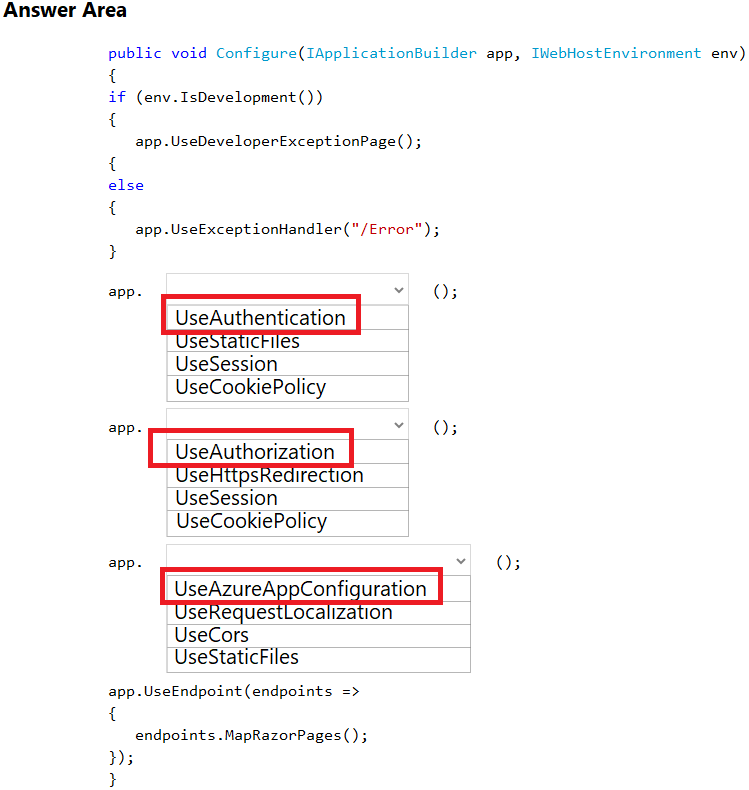 Answer Area
public void Configure(IApplicationBuilder app, IWebHostEnvironment env)
{
if (env.IsDevelopment())
{
app.UseDeveloperExceptionPage();
{
else
{
app.UseExceptionHandler("/Error");
}
app. ();
UseAuthentication
UseStaticFiles
UseSession
UseCookiePolicy
app. ();
UseAuthorization
UseHttpsRedirection
UseSession
UseCookiePolicy
app. ();
UseAzureAppConfiguration
UseRequestLocalization
UseCors
UseStaticFiles
app.UseEndpoint(endpoints =>
{
endpoints.MapRazorPages();
});
}